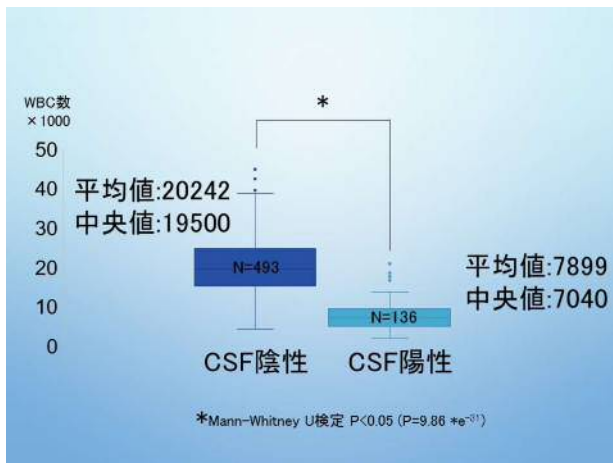 WBC数
×1000
*
50
40
30
20
10
0
平均値:20242
中央値:19500
N=493
平均値:7899
中央値:7040
N=136
CSF陰性 CSF陽性
*Mann-Whitney U検定 P<0.05 (P=9.86 *e⁻³¹)